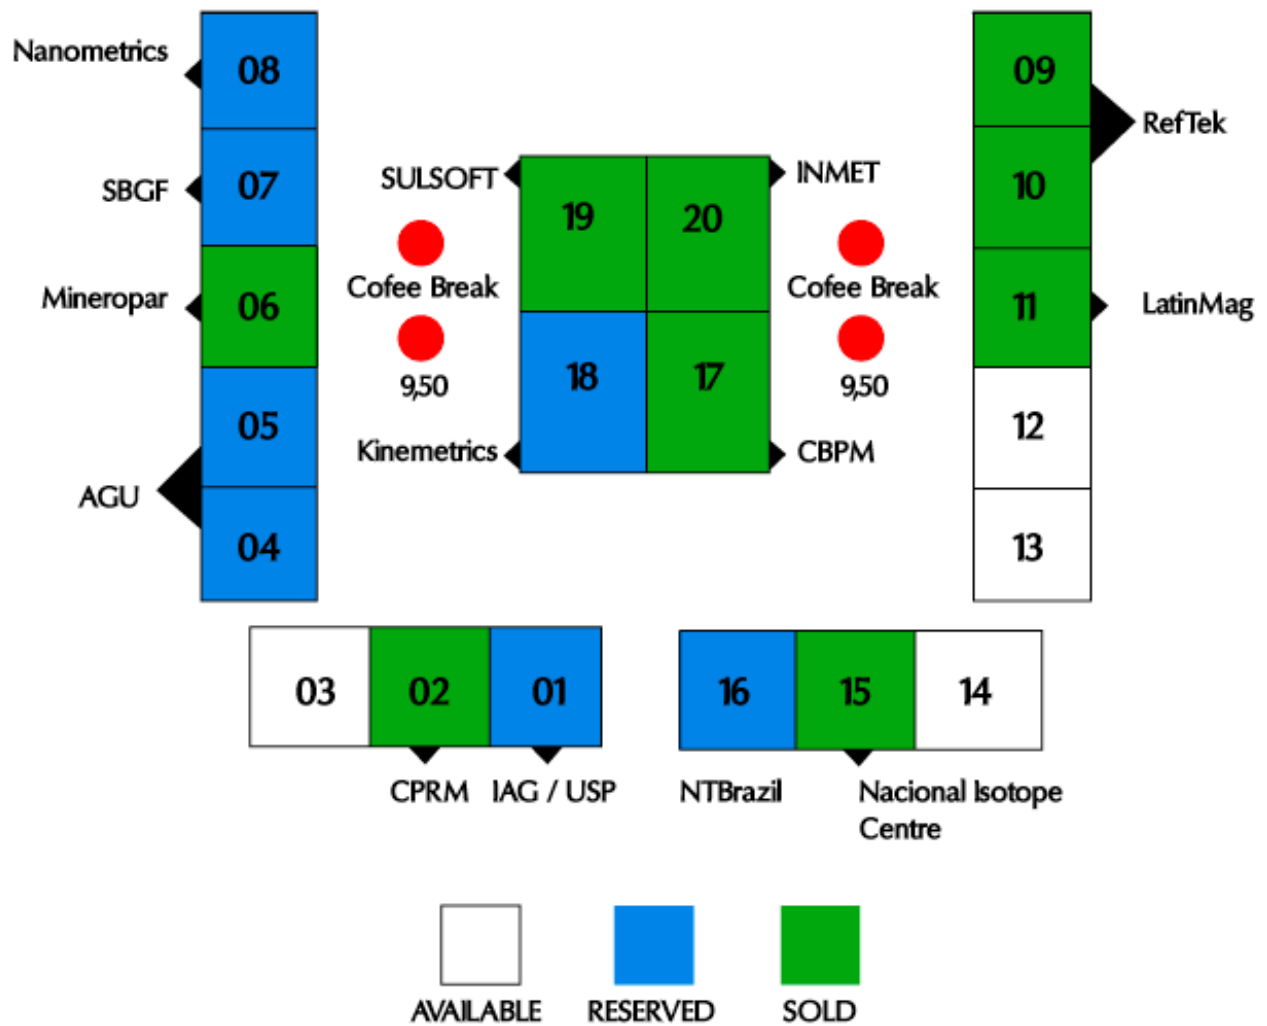 Nanometrics
08
SBGF
07
Mineropar
06
05
AGU
04
SULSOFT
19
20
INMET
Cofee Break
9,50
18
17
Kinemetrics
CBPM
Cofee Break
9,50
09
RefTek
10
11
LatinMag
12
13
03
02
01
CPRM
IAG / USP
16
15
14
NTBrazil
Nacional Isotope
Centre
AVAILABLE
RESERVED
SOLD